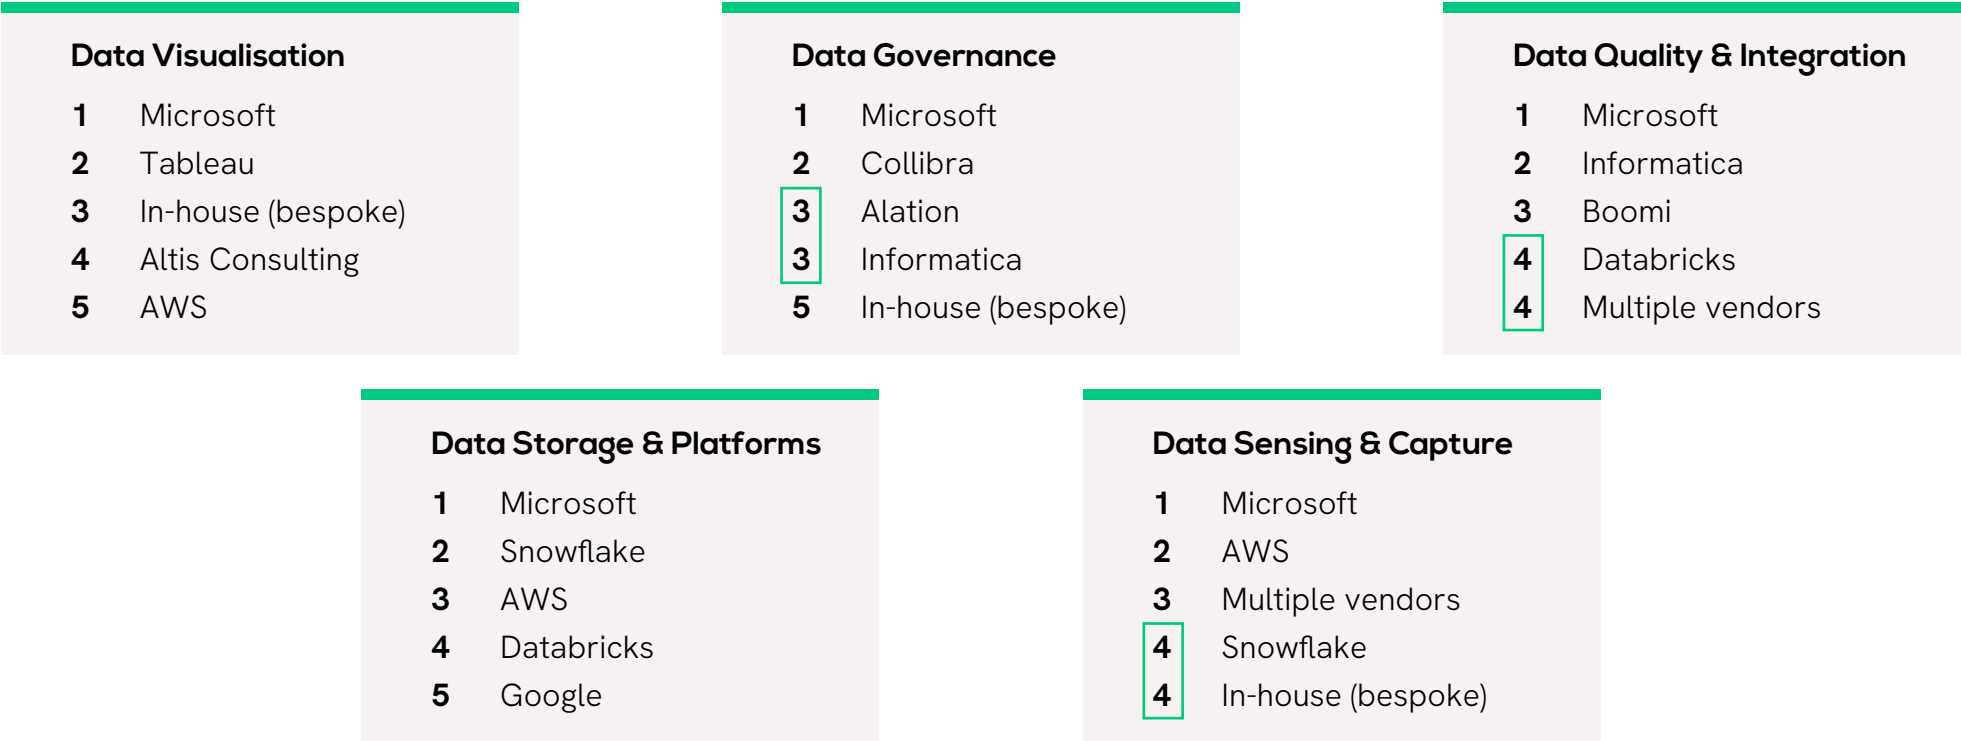 Data Visualisation
1 Microsoft
2 Tableau
3 In-house (bespoke)
4 Altis Consulting
5 AWS
Data Governance
1 Microsoft
2 Collibra
3 Alation
3 Informatica
5 In-house (bespoke)
Data Quality & Integration
1 Microsoft
2 Informatica
3 Boomi
4 Databricks
4 Multiple vendors
Data Storage & Platforms
1 Microsoft
2 Snowflake
3 AWS
4 Databricks
5 Google
Data Sensing & Capture
1 Microsoft
2 AWS
3 Multiple vendors
4 Snowflake
4 In-house (bespoke)